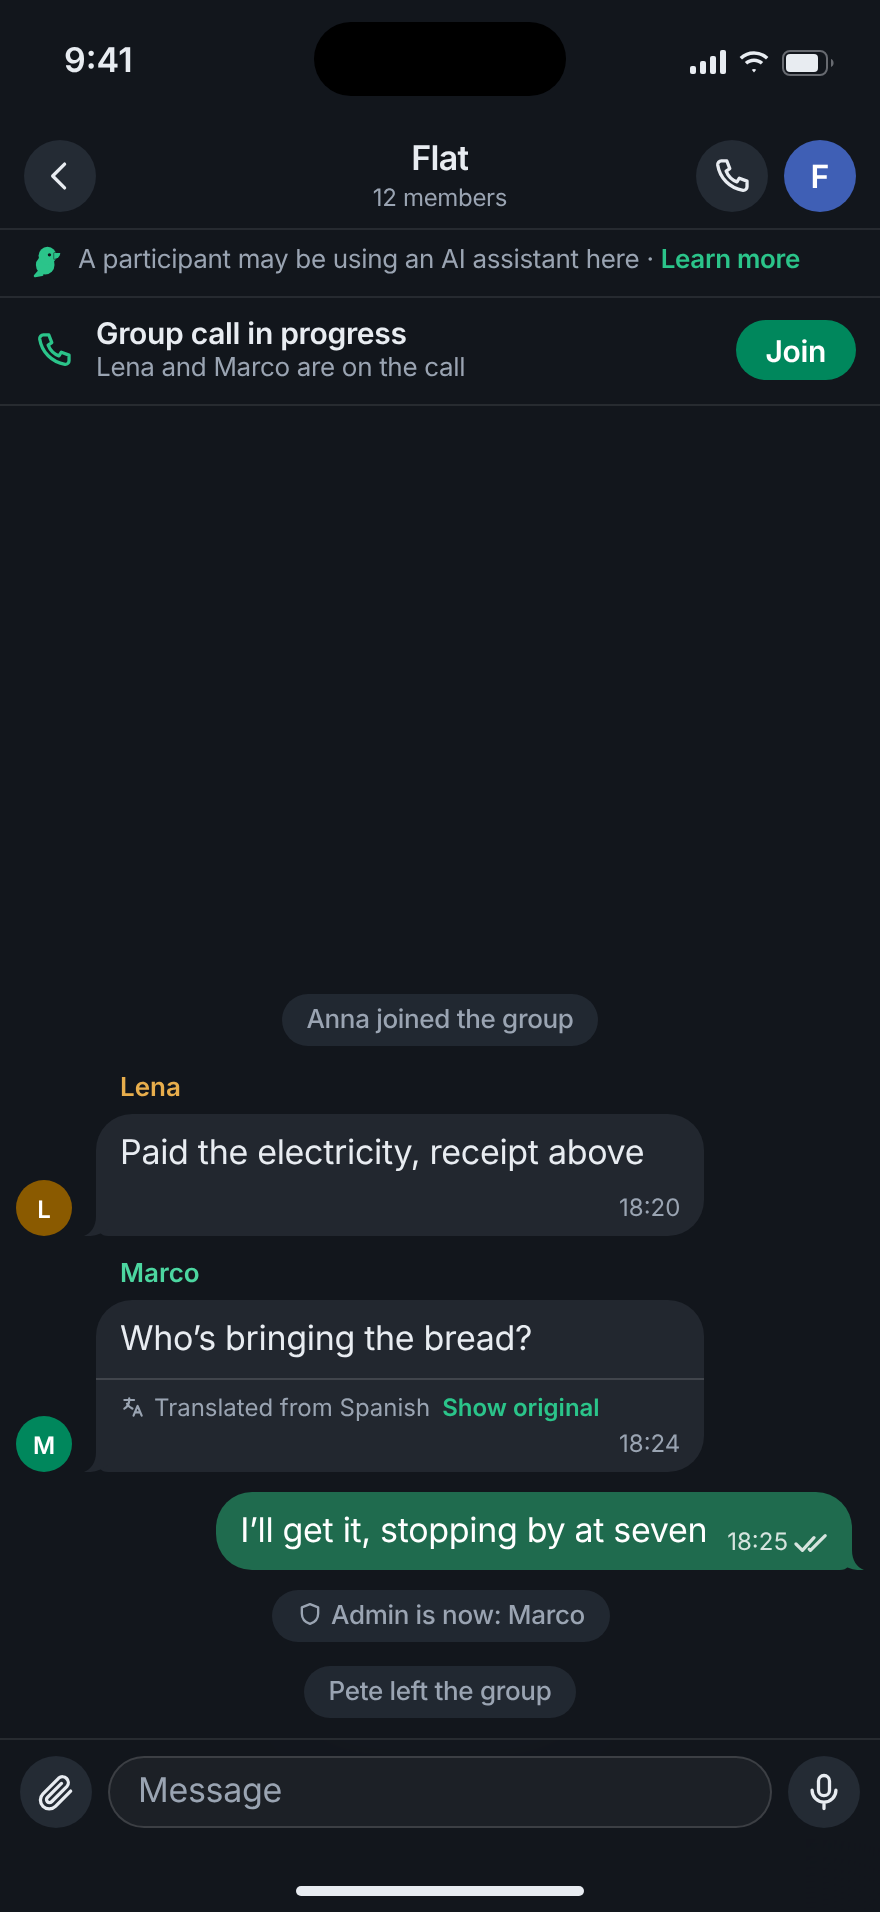 9:41
Flat
12 members
F
A participant may be using an AI assistant here · Learn more
Group call in progress
Lena and Marco are on the call
Join
Anna joined the group
Lena
Paid the electricity, receipt above
18:20
L
Marco
Who’s bringing the bread?
Translated from Spanish Show original
18:24
M
I’ll get it, stopping by at seven 18:25
Admin is now: Marco
Pete left the group
Message